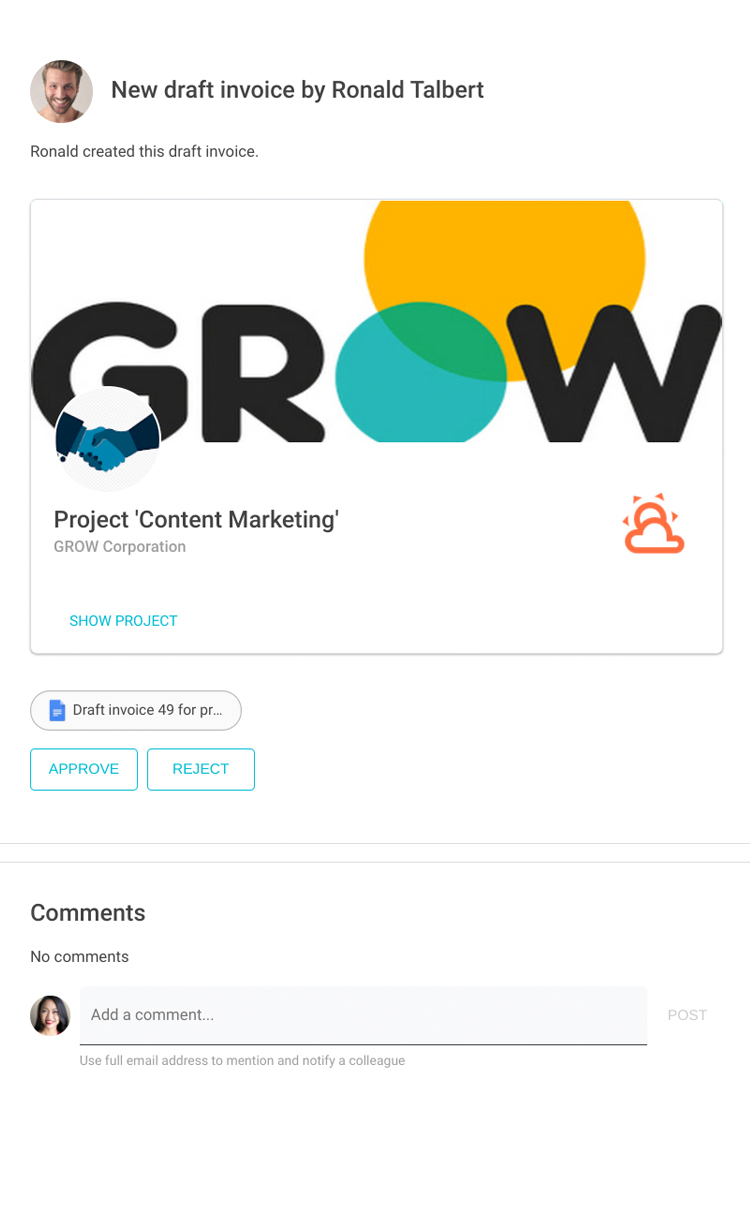 New draft invoice by Ronald Talbert
Ronald created this draft invoice.
GROW
Project 'Content Marketing'
GROW Corporation
SHOW PROJECT
Draft invoice 49 for pr...
APPROVE
REJECT
Comments
No comments
Add a comment...
POST
Use full email address to mention and notify a colleague